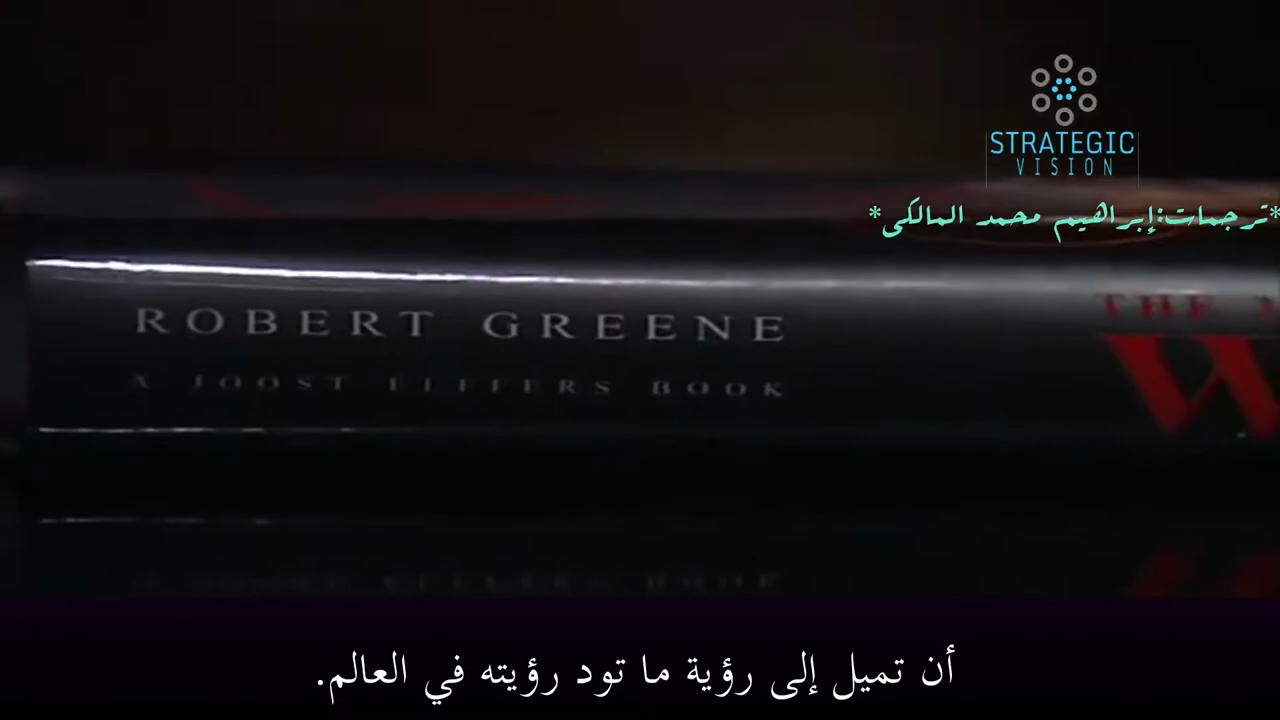 STRATEGIC
VISION
*ترجمات:إبراهيم محمد المالكى*
ROBERT GREENE
THE
A JOOST ELFFERS BOOK
W
أن تميل إلى رؤية ما تود رؤيته في العالم.